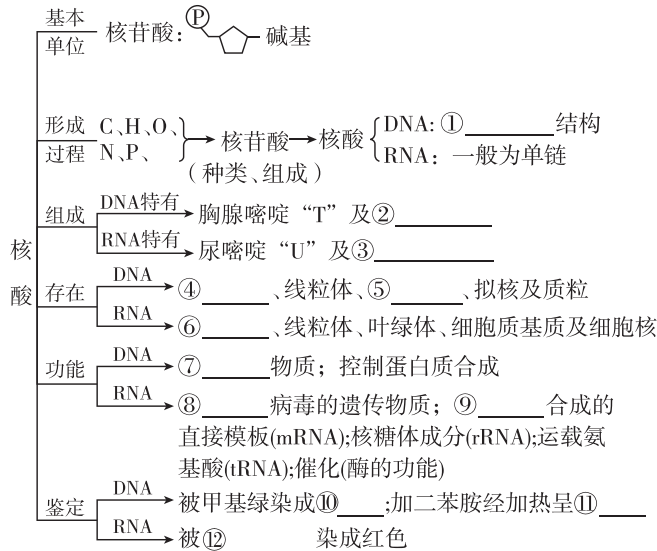 基本
单位
核苷酸：
P
碱基
形成
过程
C、H、O、
N、P、
核苷酸
（种类、组成）
核酸
DNA: ①________结构
RNA：一般为单链
核
酸
组成
DNA特有
胸腺嘧啶“T”及②________
RNA特有
尿嘧啶“U”及③________
存在
DNA
④______、线粒体、⑤______、拟核及质粒
RNA
⑥______、线粒体、叶绿体、细胞质基质及细胞核
功能
DNA
⑦______物质；控制蛋白质合成
RNA
⑧______病毒的遗传物质；⑨______合成的
直接模板(mRNA);核糖体成分(rRNA);运载氨
基酸(tRNA);催化(酶的功能)
鉴定
DNA
被甲基绿染成⑩____;加二苯胺经加热呈⑪____
RNA
被⑫ 染成红色